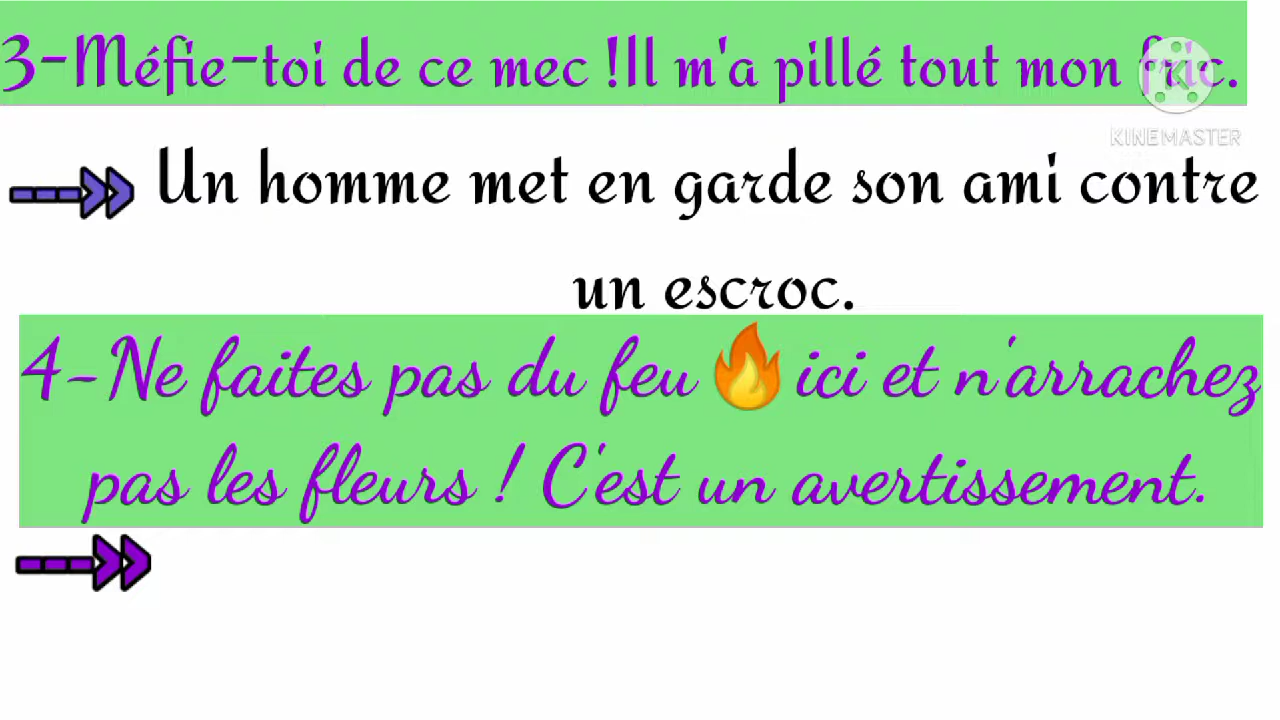 3-Méfie-toi de ce mec !Il m'a pillé tout mon fric.
KINEMASTER
Un homme met en garde son ami contre
un escroc.
4-Ne faites pas du feu 🔥 ici et n'arrachez
pas les fleurs ! C'est un avertissement.